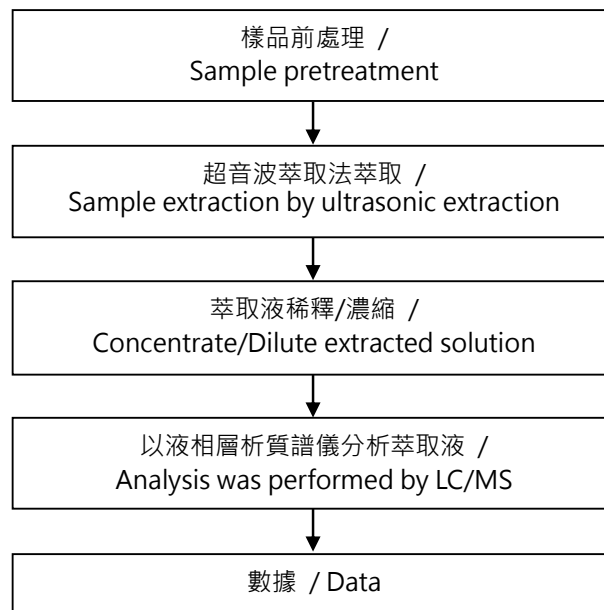 樣品前處理 /
Sample pretreatment
超音波萃取法萃取 /
Sample extraction by ultrasonic extraction
萃取液稀釋/濃縮 /
Concentrate/Dilute extracted solution
以液相層析質譜儀分析萃取液 /
Analysis was performed by LC/MS
數據 / Data